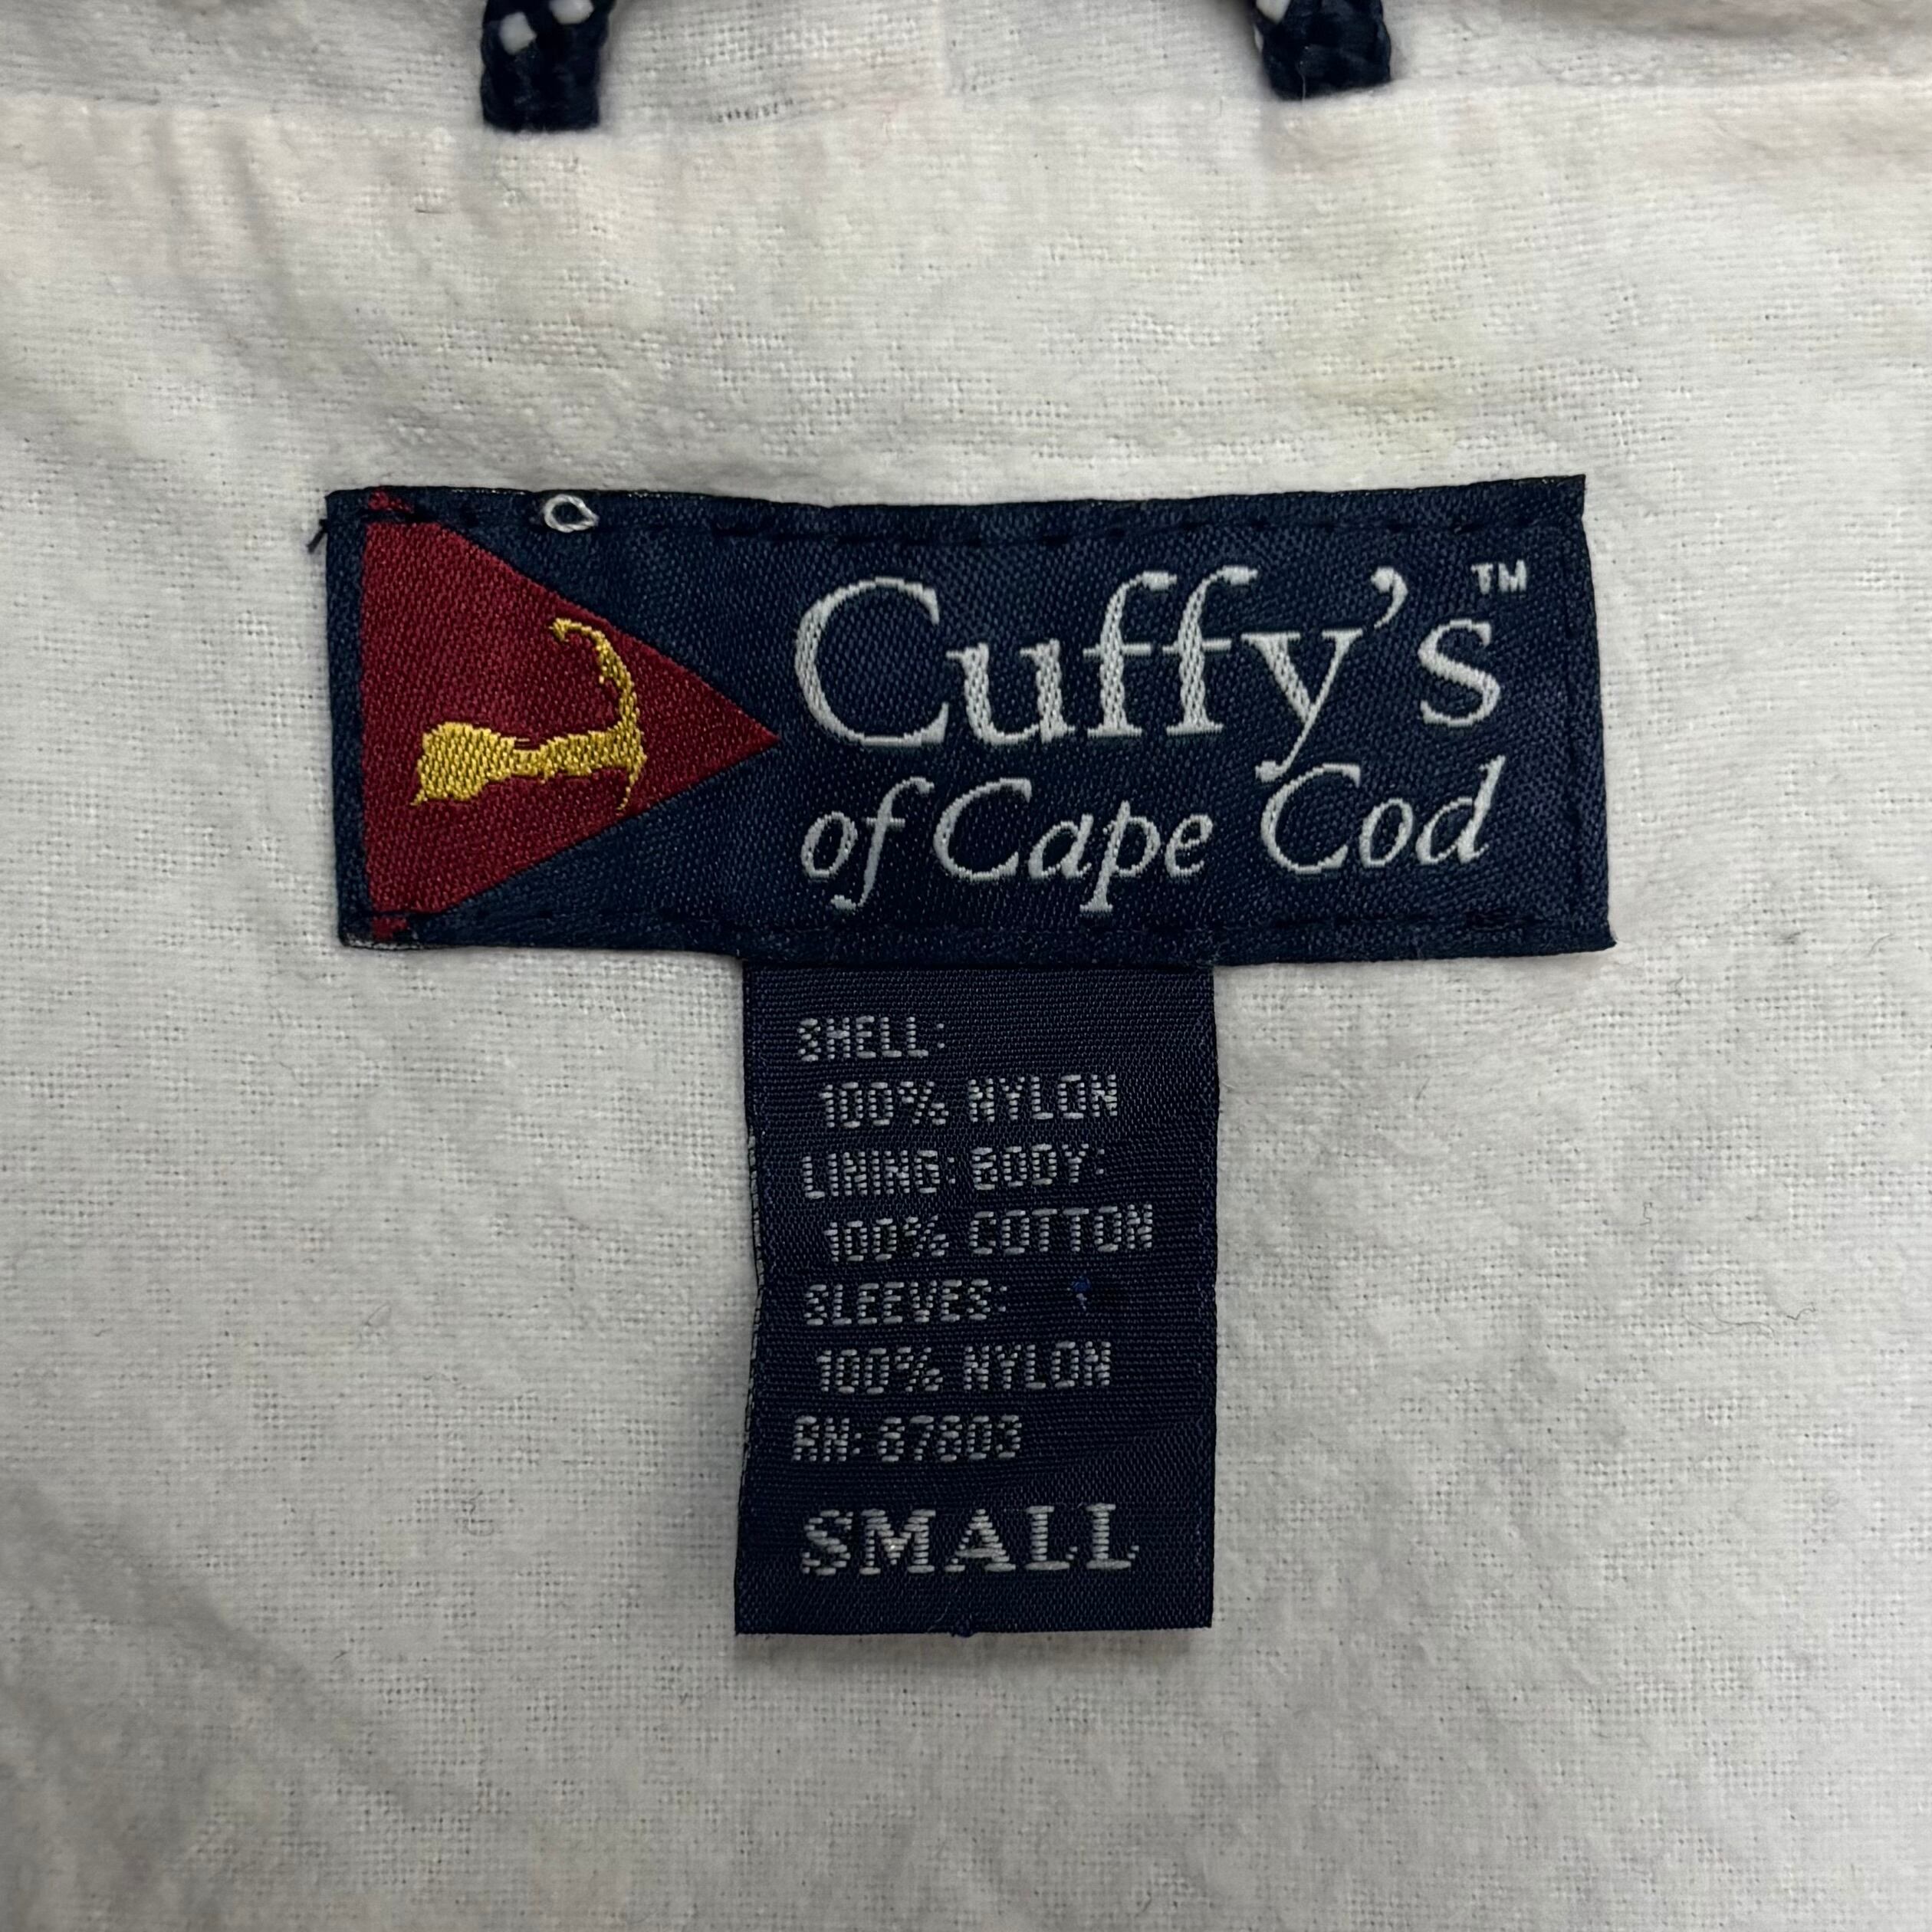 Cuffy's™
of Cape Cod
SHELL:
100% NYLON
LINING: BODY:
100% COTTON
SLEEVES:
100% NYLON
RN: 87803
SMALL